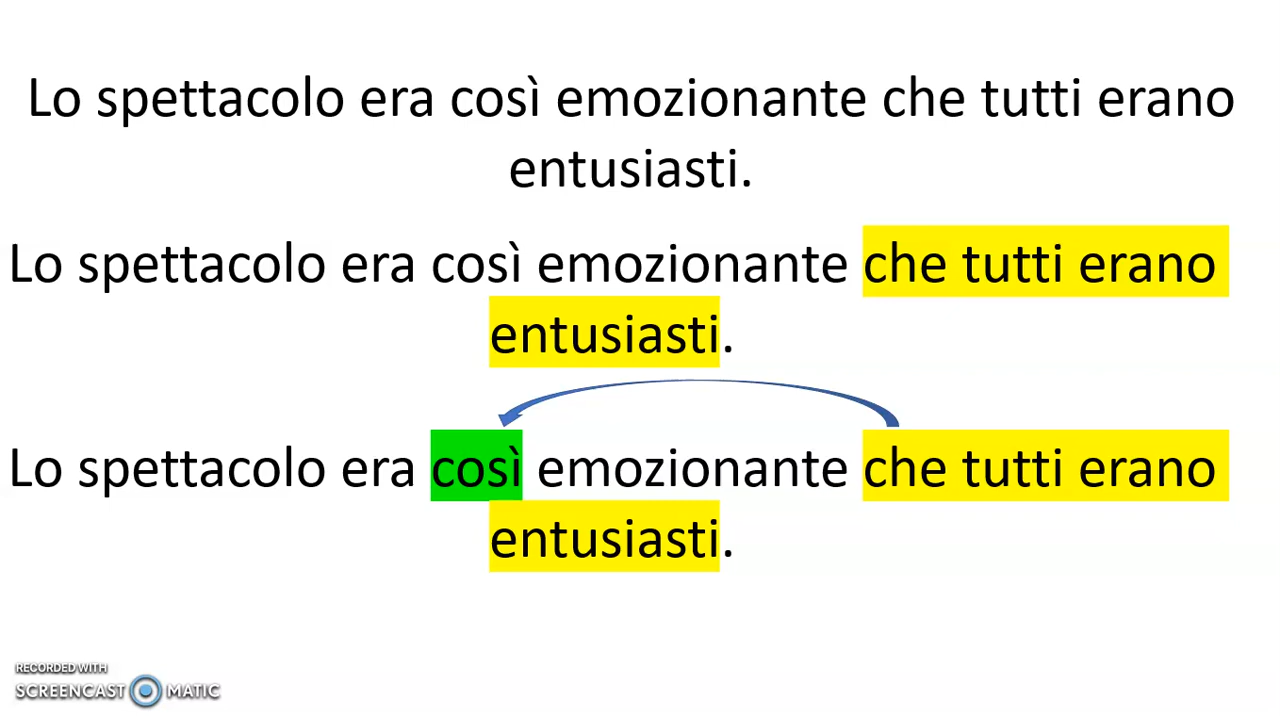 Lo spettacolo era così emozionante che tutti erano
entusiasti.
Lo spettacolo era così emozionante che tutti erano
entusiasti.
Lo spettacolo era così emozionante che tutti erano
entusiasti.
RECORDED WITH
SCREENCAST MATIC